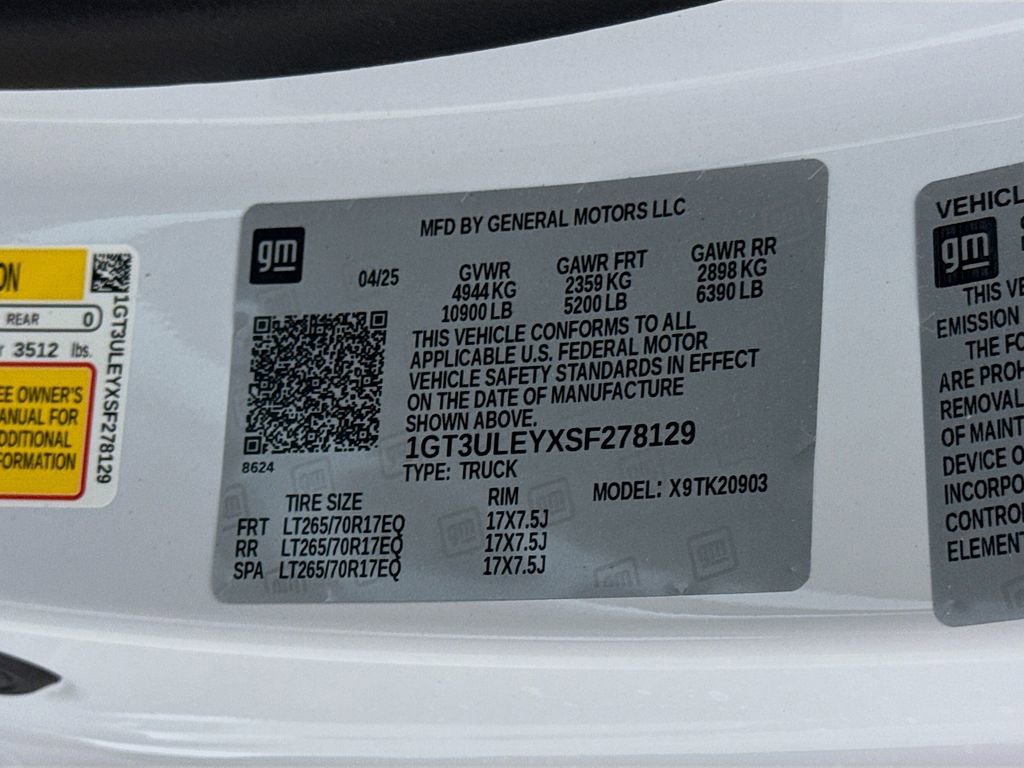 ON
REAR 0
r 3512 lbs.
EE OWNER'S
ANUAL FOR
DDITIONAL
FORMATION
1GT3ULEYXSF278129
gm
MFD BY GENERAL MOTORS LLC
04/25
GVWR GAWR FRT GAWR RR
4944 KG 2359 KG 2898 KG
10900 LB 5200 LB 6390 LB
THIS VEHICLE CONFORMS TO ALL
APPLICABLE U.S. FEDERAL MOTOR
VEHICLE SAFETY STANDARDS IN EFFECT
ON THE DATE OF MANUFACTURE
SHOWN ABOVE.
1GT3ULEYXSF278129
8624
TYPE: TRUCK
MODEL: X9TK20903
TIRE SIZE RIM
FRT LT265/70R17EQ 17X7.5J
RR LT265/70R17EQ 17X7.5J
SPA LT265/70R17EQ 17X7.5J
VEHICL
gm
THIS VE
EMISSION
THE FO
ARE PROH
REMOVAL
OF MAINT
DEVICE O
INCORPO
CONTRO
ELEMENT